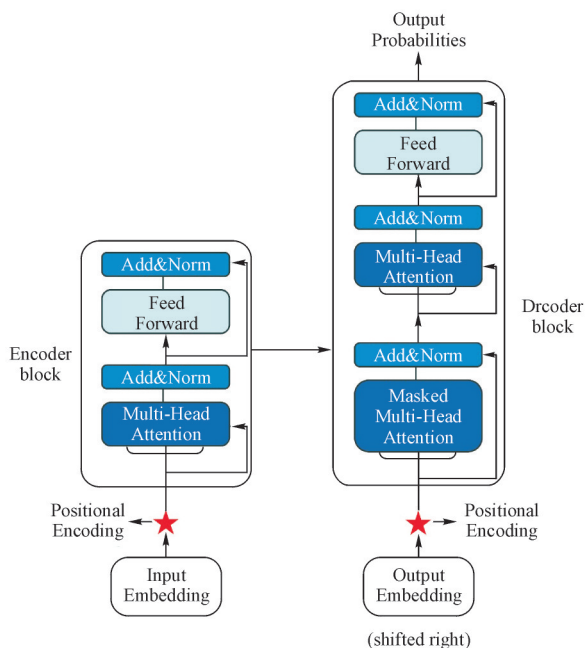 Output
Probabilities
Add&Norm
Feed
Forward
Add&Norm
Multi-Head
Attention
Drcoder
block
Add&Norm
Masked
Multi-Head
Attention
Positional
Encoding
Output
Embedding
(shifted right)
Add&Norm
Feed
Forward
Encoder
block
Add&Norm
Multi-Head
Attention
Positional
Encoding
Input
Embedding